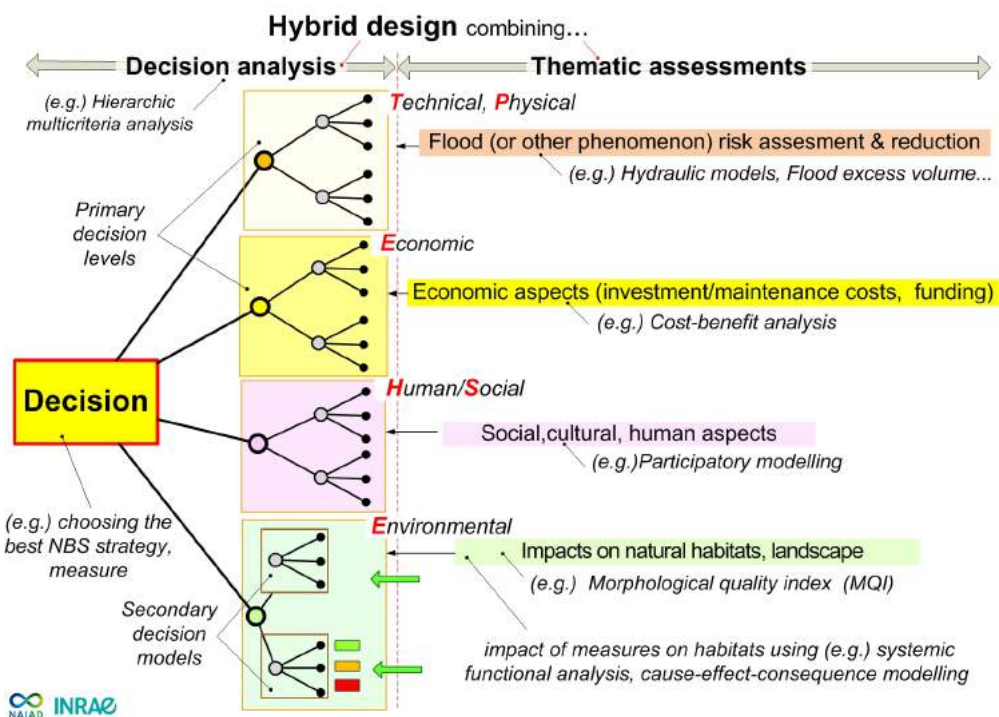 Hybrid design combining...
Decision analysis
Thematic assessments
(e.g.) Hierarchic
multicriteria analysis
Technical, Physical
Flood (or other phenomenon) risk assesment & reduction
(e.g.) Hydraulic models, Flood excess volume...
Primary
decision
levels
Economic
Economic aspects (investment/maintenance costs, funding)
(e.g.) Cost-benefit analysis
Decision
Human/Social
Social,cultural, human aspects
(e.g.)Participatory modelling
(e.g.) choosing the
best NBS strategy,
measure
Environmental
Impacts on natural habitats, landscape
(e.g.) Morphological quality index (MQI)
Secondary
decision
models
impact of measures on habitats using (e.g.) systemic
functional analysis, cause-effect-consequence modelling
NAIAD
INRAE